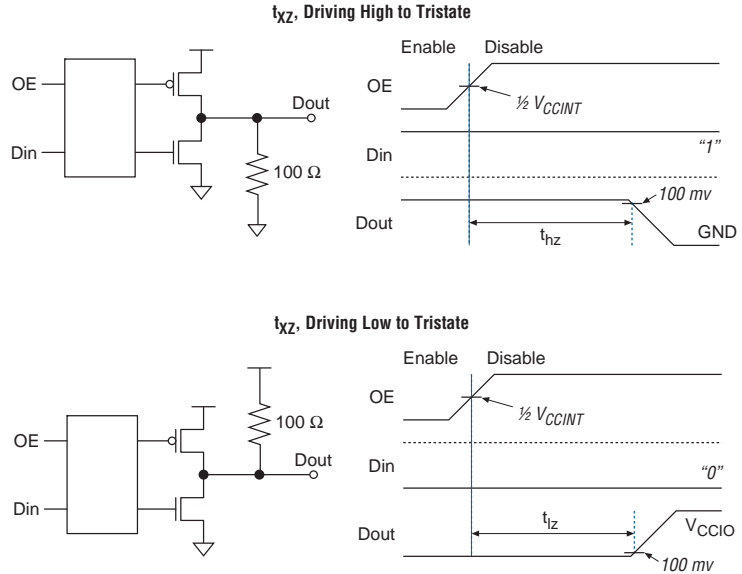 tXZ, Driving High to Tristate
Enable Disable
OE
Dout
Din
100 Ω
OE
½ VCCINT
Din
"1"
Dout
100 mv
thz
GND
tXZ, Driving Low to Tristate
Enable Disable
100 Ω
OE
Dout
Din
OE
½ VCCINT
Din
"0"
Dout
tlz
VCCIO
100 mv